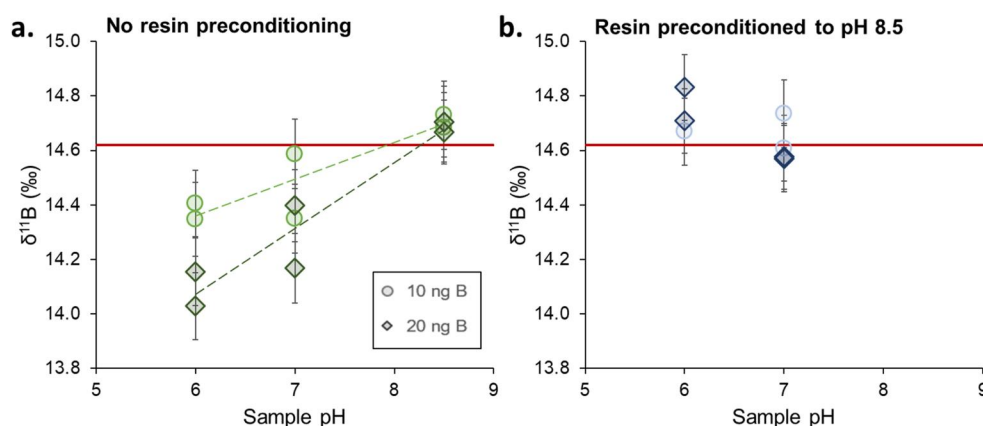 a.
No resin preconditioning
15.0
14.8
14.6
14.4
14.2
14.0
13.8
δ¹¹B (‰)
5
6
7
8
9
Sample pH
10 ng B
20 ng B
b.
Resin preconditioned to pH 8.5
15.0
14.8
14.6
14.4
14.2
14.0
13.8
δ¹¹B (‰)
5
6
7
8
9
Sample pH